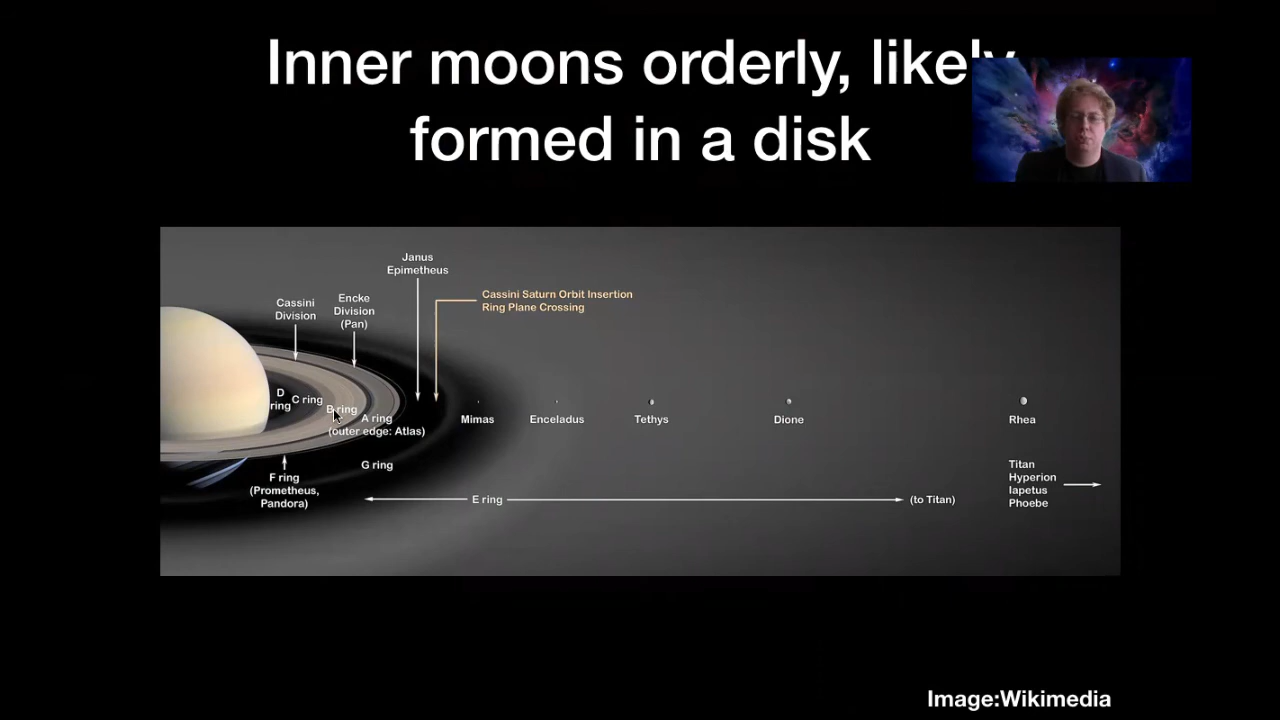 Inner moons orderly, likely
formed in a disk
Janus
Epimetheus
Cassini Saturn Orbit Insertion
Ring Plane Crossing
Encke
Division
(Pan)
Cassini
Division
D
ring
C ring
B ring
A ring
(outer edge: Atlas)
Mimas
Enceladus
Tethys
Dione
Rhea
G ring
F ring
(Prometheus,
Pandora)
E ring
(to Titan)
Titan
Hyperion
Iapetus
Phoebe
Image:Wikimedia